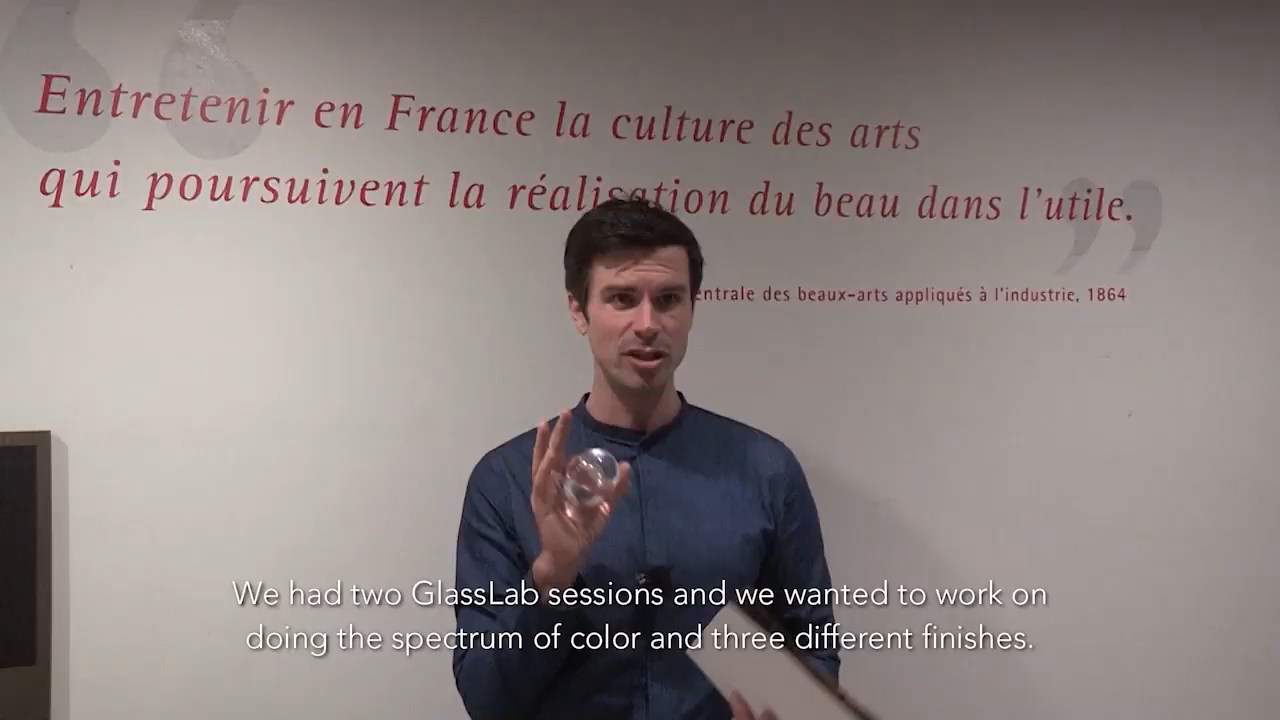 Entretenir en France la culture des arts
qui poursuivent la réalisation du beau dans l'utile.
entrale des beaux-arts appliqués à l'industrie, 1864
We had two GlassLab sessions and we wanted to work on
doing the spectrum of color and three different finishes.